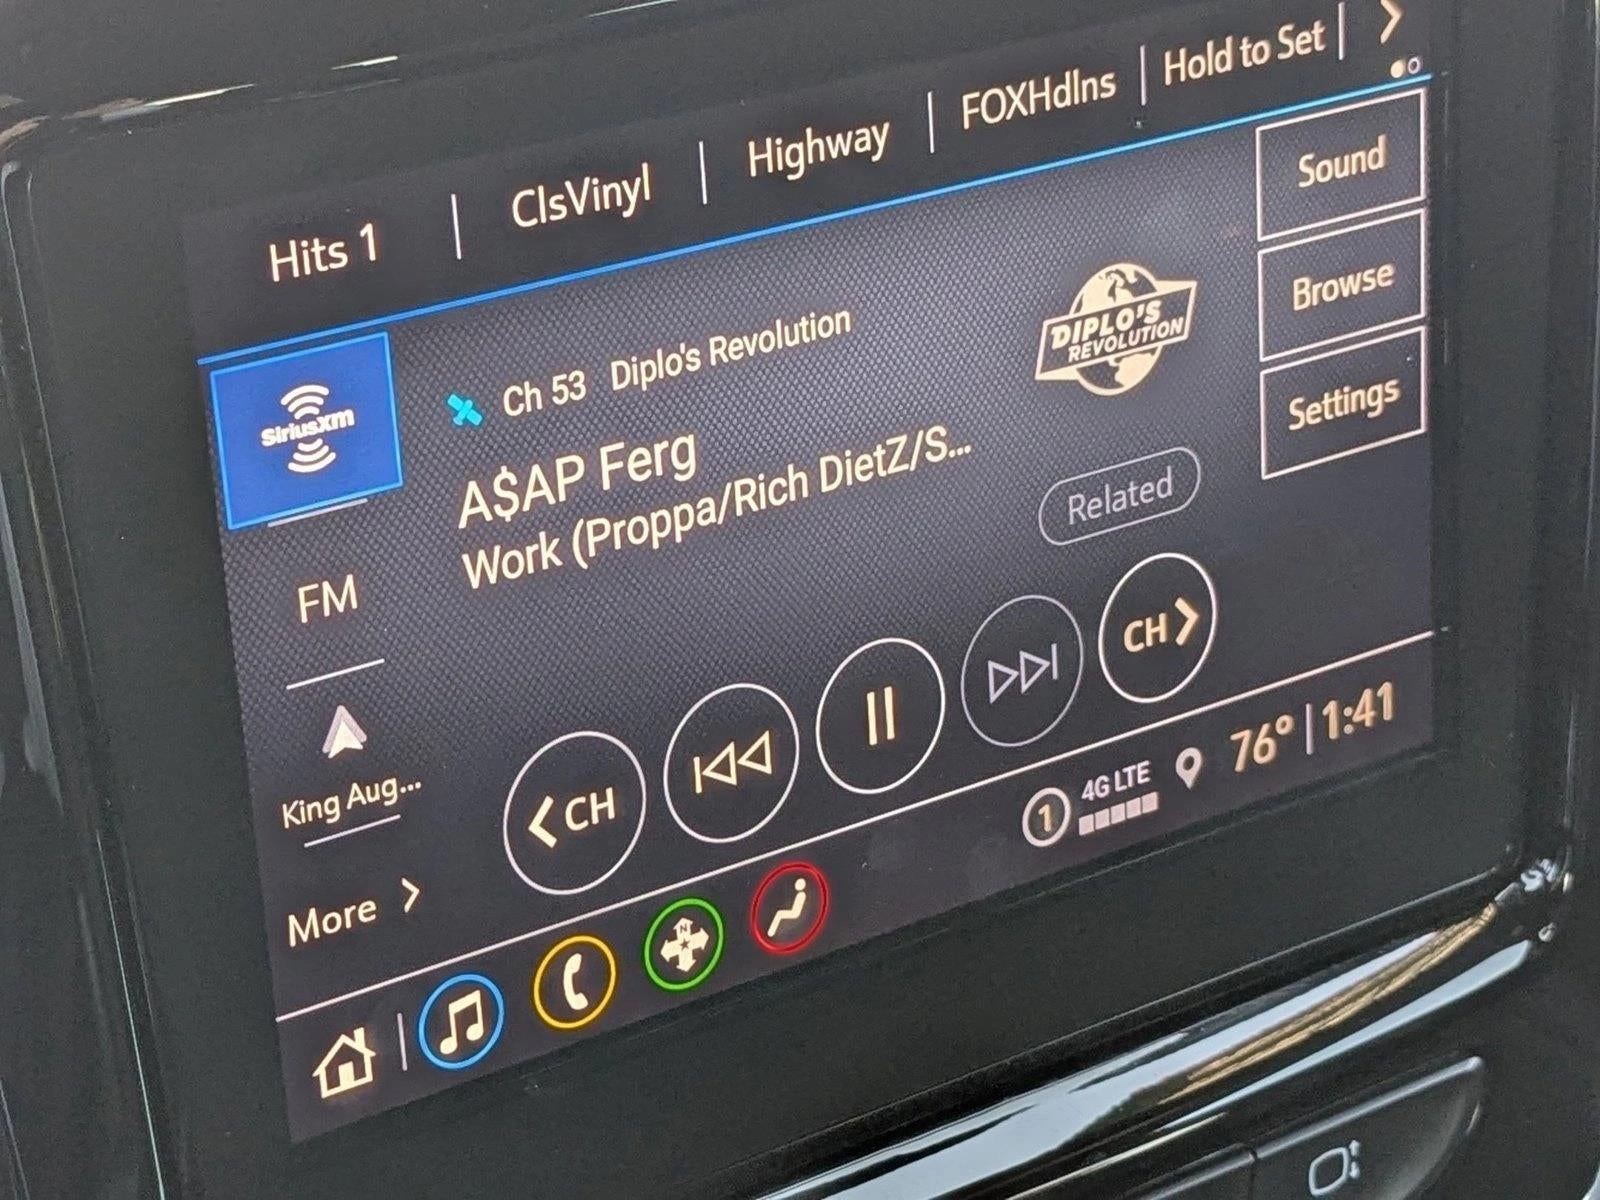 Hits 1 | ClsVinyl | Highway | FOXHdlns | Hold to Set |
Sound
Browse
Settings
SiriusXm
Ch 53 Diplo's Revolution
DIPLO'S
REVOLUTION
A$AP Ferg
Work (Proppa/Rich DietZ/S...
Related
FM
King Aug...
More
CH
CH
1 4G LTE 76° | 1:41
N